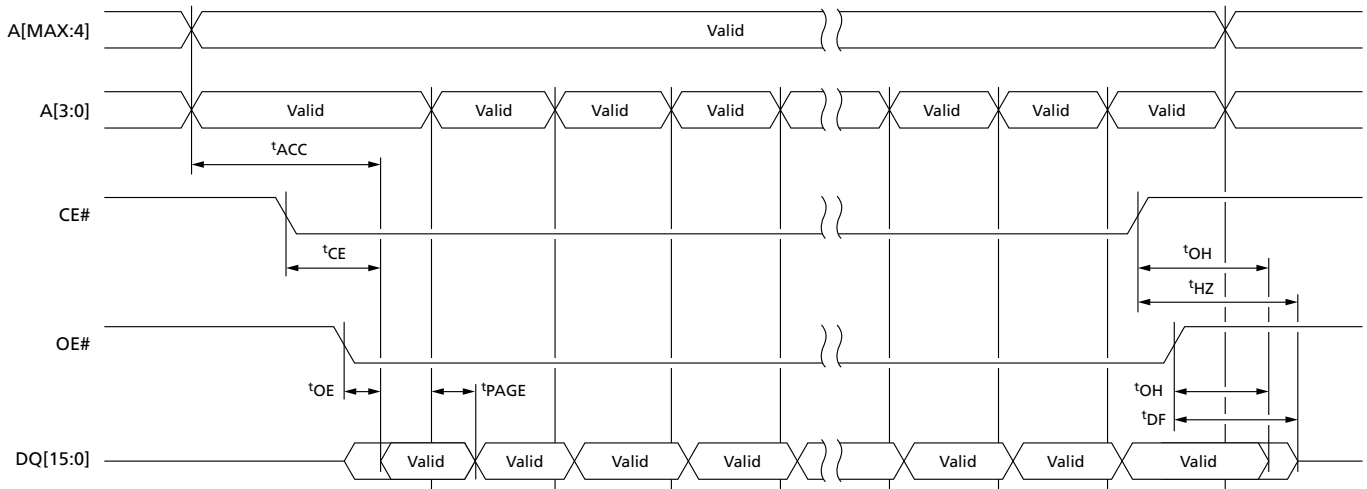 A[MAX:4]
Valid
A[3:0]
Valid Valid Valid Valid Valid Valid Valid
tACC
CE#
tCE
tOH
tHZ
OE#
tOE
tPAGE
tOH
tDF
DQ[15:0]
Valid Valid Valid Valid Valid Valid Valid